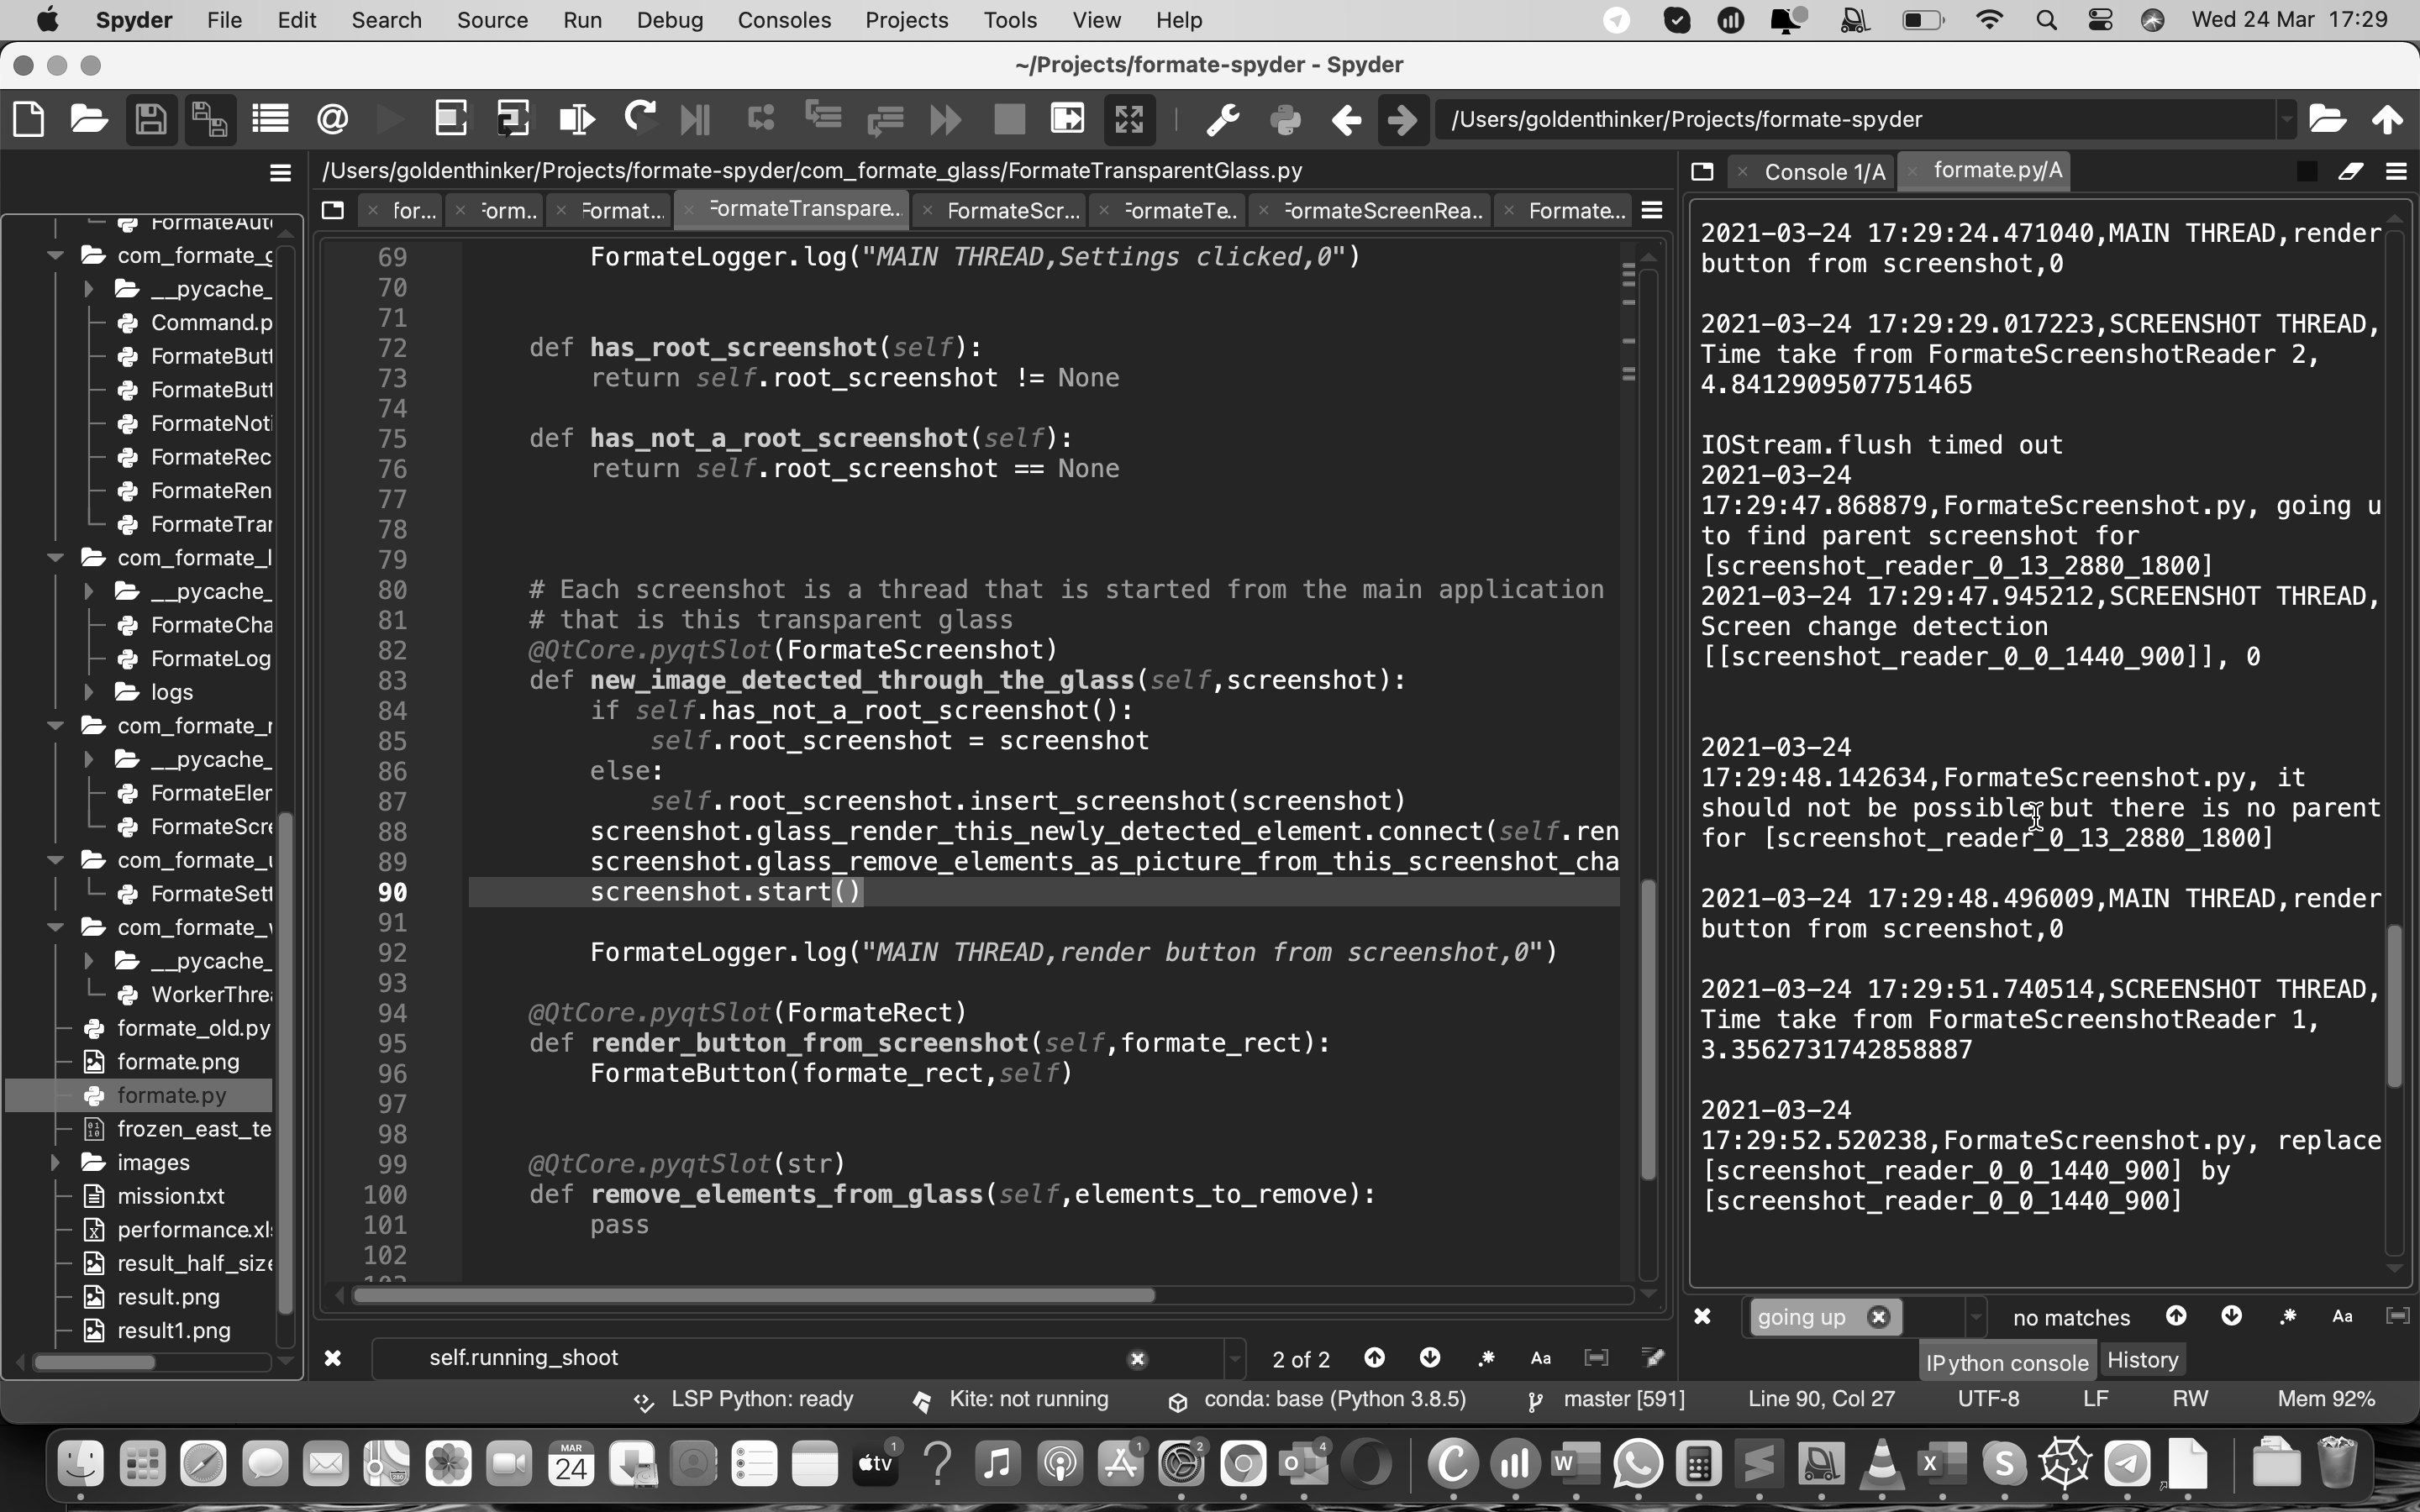 Spyder File Edit Search Source Run Debug Consoles Projects Tools View Help Wed 24 Mar 17:29
~/Projects/formate-spyder - Spyder
/Users/goldenthinker/Projects/formate-spyder
/Users/goldenthinker/Projects/formate-spyder/com_formate_glass/FormateTransparentGlass.py
Console 1/A formate.py/A
for... Form... Format... FormateTranspare... FormateScr... FormateTe... FormateScreenRea... Formate...
FormateAut
com_formate_g
__pycache_
Command.p
FormateButt
FormateButt
FormateNoti
FormateRec
FormateRen
FormateTrar
com_formate_l
__pycache_
FormateCha
FormateLog
logs
com_formate_r
__pycache_
FormateEler
FormateScre
com_formate_u
FormateSett
com_formate_w
__pycache_
WorkerThrea
formate_old.py
formate.png
formate.py
frozen_east_te
images
mission.txt
performance.xls
result_half_size
result.png
result1.png
69 FormateLogger.log("MAIN THREAD,Settings clicked,0")
70
71
72 def has_root_screenshot(self):
73 return self.root_screenshot != None
74
75 def has_not_a_root_screenshot(self):
76 return self.root_screenshot == None
77
78
79
80 # Each screenshot is a thread that is started from the main application
81 # that is this transparent glass
82 @QtCore.pyqtSlot(FormateScreenshot)
83 def new_image_detected_through_the_glass(self,screenshot):
84 if self.has_not_a_root_screenshot():
85 self.root_screenshot = screenshot
86 else:
87 self.root_screenshot.insert_screenshot(screenshot)
88 screenshot.glass_render_this_newly_detected_element.connect(self.ren
89 screenshot.glass_remove_elements_as_picture_from_this_screenshot_cha
90 screenshot.start()
91
92 FormateLogger.log("MAIN THREAD,render button from screenshot,0")
93
94 @QtCore.pyqtSlot(FormateRect)
95 def render_button_from_screenshot(self,formate_rect):
96 FormateButton(formate_rect,self)
97
98
99 @QtCore.pyqtSlot(str)
100 def remove_elements_from_glass(self,elements_to_remove):
101 pass
102
103
2021-03-24 17:29:24.471040,MAIN THREAD,render
button from screenshot,0
2021-03-24 17:29:29.017223,SCREENSHOT THREAD,
Time take from FormateScreenshotReader 2,
4.8412909507751465
IOStream.flush timed out
2021-03-24
17:29:47.868879,FormateScreenshot.py, going u
to find parent screenshot for
[screenshot_reader_0_13_2880_1800]
2021-03-24 17:29:47.945212,SCREENSHOT THREAD,
Screen change detection
[[screenshot_reader_0_0_1440_900]], 0
2021-03-24
17:29:48.142634,FormateScreenshot.py, it
should not be possible but there is no parent
for [screenshot_reader_0_13_2880_1800]
2021-03-24 17:29:48.496009,MAIN THREAD,render
button from screenshot,0
2021-03-24 17:29:51.740514,SCREENSHOT THREAD,
Time take from FormateScreenshotReader 1,
3.3562731742858887
2021-03-24
17:29:52.520238,FormateScreenshot.py, replace
[screenshot_reader_0_0_1440_900] by
[screenshot_reader_0_0_1440_900]
going up no matches Aa
self.running_shoot 2 of 2 Aa
IPython console History
LSP Python: ready Kite: not running conda: base (Python 3.8.5) master [591] Line 90, Col 27 UTF-8 LF RW Mem 92%
MAR
24
tv
1
1
2
4